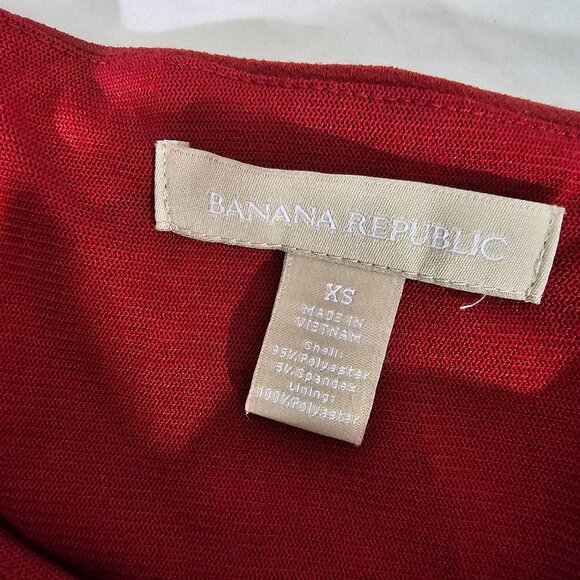 BANANA REPUBLIC
XS
MADE IN
VIETNAM
Shell:
95%Polyester
5%Spandex
Lining:
100%Polyester